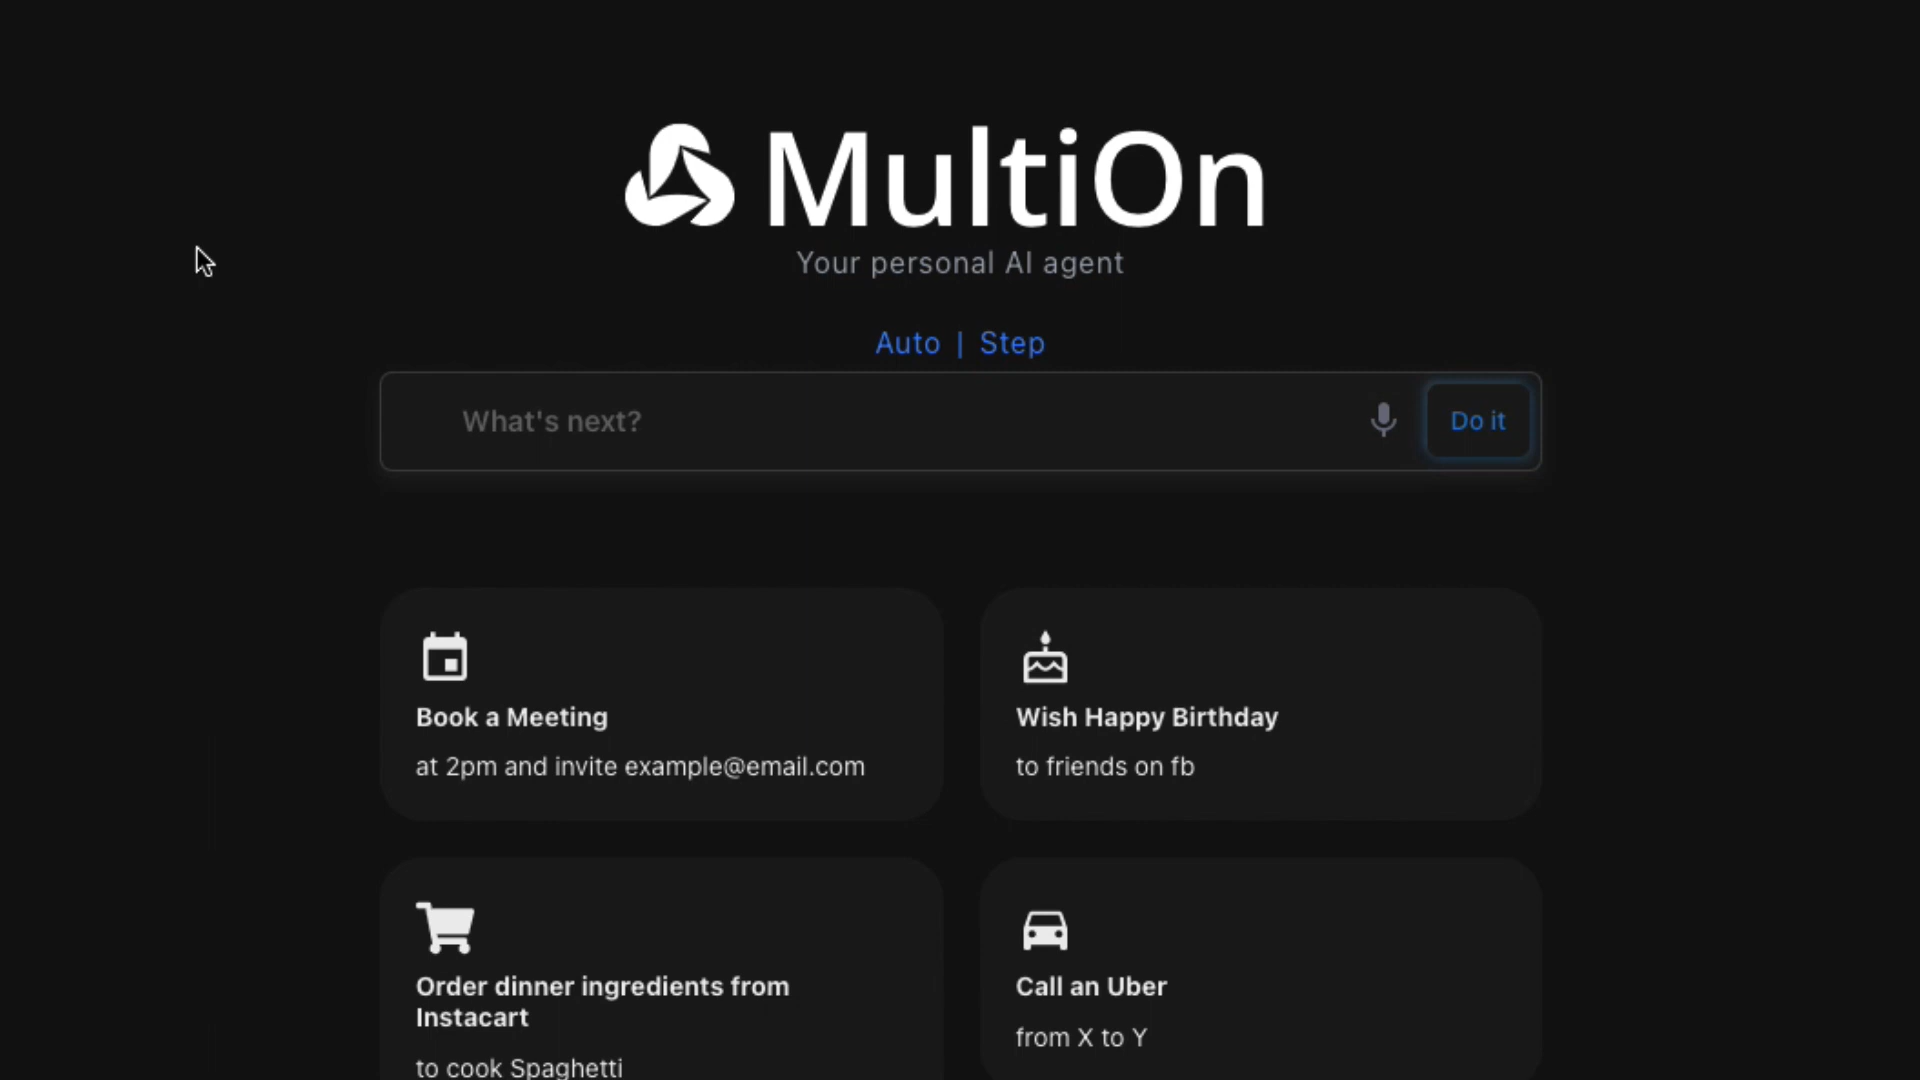 MultiOn
Your personal AI agent
Auto | Step
What's next?
Do it
Book a Meeting
at 2pm and invite example@email.com
Wish Happy Birthday
to friends on fb
Order dinner ingredients from
Instacart
to cook Spaghetti
Call an Uber
from X to Y